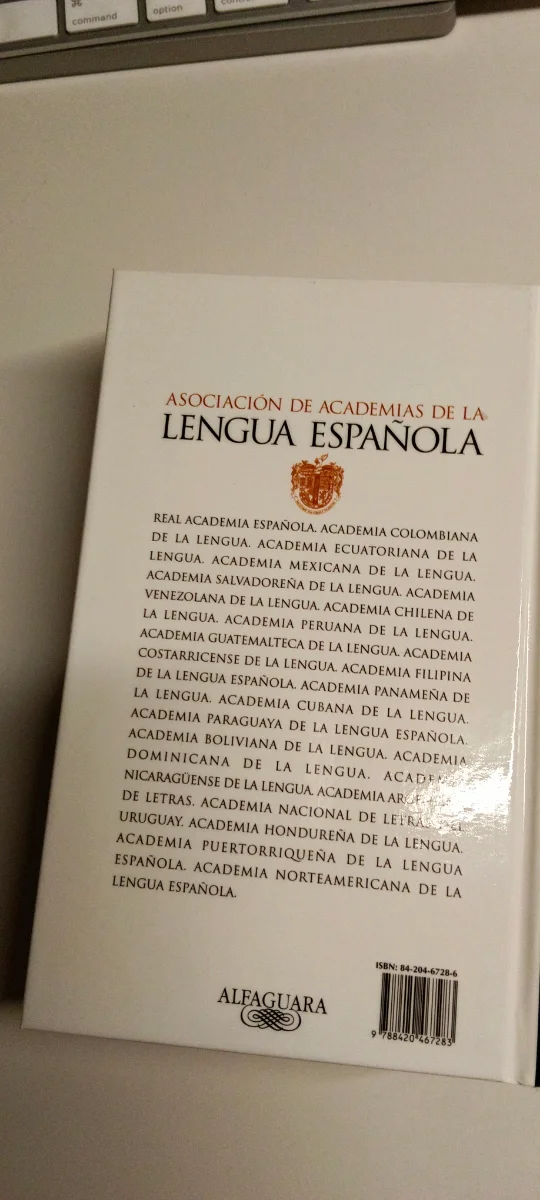 ⌘
command
option
ASOCIACIÓN DE ACADEMIAS DE LA
LENGUA ESPAÑOLA
REAL ACADEMIA ESPAÑOLA. ACADEMIA COLOMBIANA
DE LA LENGUA. ACADEMIA ECUATORIANA DE LA
LENGUA. ACADEMIA MEXICANA DE LA LENGUA.
ACADEMIA SALVADOREÑA DE LA LENGUA. ACADEMIA
VENEZOLANA DE LA LENGUA. ACADEMIA CHILENA DE
LA LENGUA. ACADEMIA PERUANA DE LA LENGUA.
ACADEMIA GUATEMALTECA DE LA LENGUA. ACADEMIA
COSTARRICENSE DE LA LENGUA. ACADEMIA FILIPINA
DE LA LENGUA ESPAÑOLA. ACADEMIA PANAMEÑA DE
LA LENGUA. ACADEMIA CUBANA DE LA LENGUA.
ACADEMIA PARAGUAYA DE LA LENGUA ESPAÑOLA.
ACADEMIA BOLIVIANA DE LA LENGUA. ACADEMIA
DOMINICANA DE LA LENGUA. ACADEMIA
NICARAGÜENSE DE LA LENGUA. ACADEMIA
DE LETRAS. ACADEMIA NACIONAL DE LETRAS DEL
URUGUAY. ACADEMIA HONDUREÑA DE LA LENGUA.
ACADEMIA PUERTORRIQUEÑA DE LA LENGUA
ESPAÑOLA. ACADEMIA NORTEAMERICANA DE LA
LENGUA ESPAÑOLA.
ALFAGUARA
ISBN: 84-204-6728-6
9 788420 467283